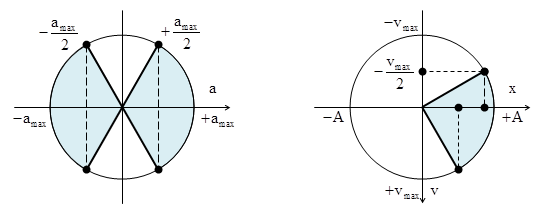 −a_max/2
+a_max/2
a
−a_max
+a_max
−v_max
−v_max/2
x
−A
+A
+v_max
v